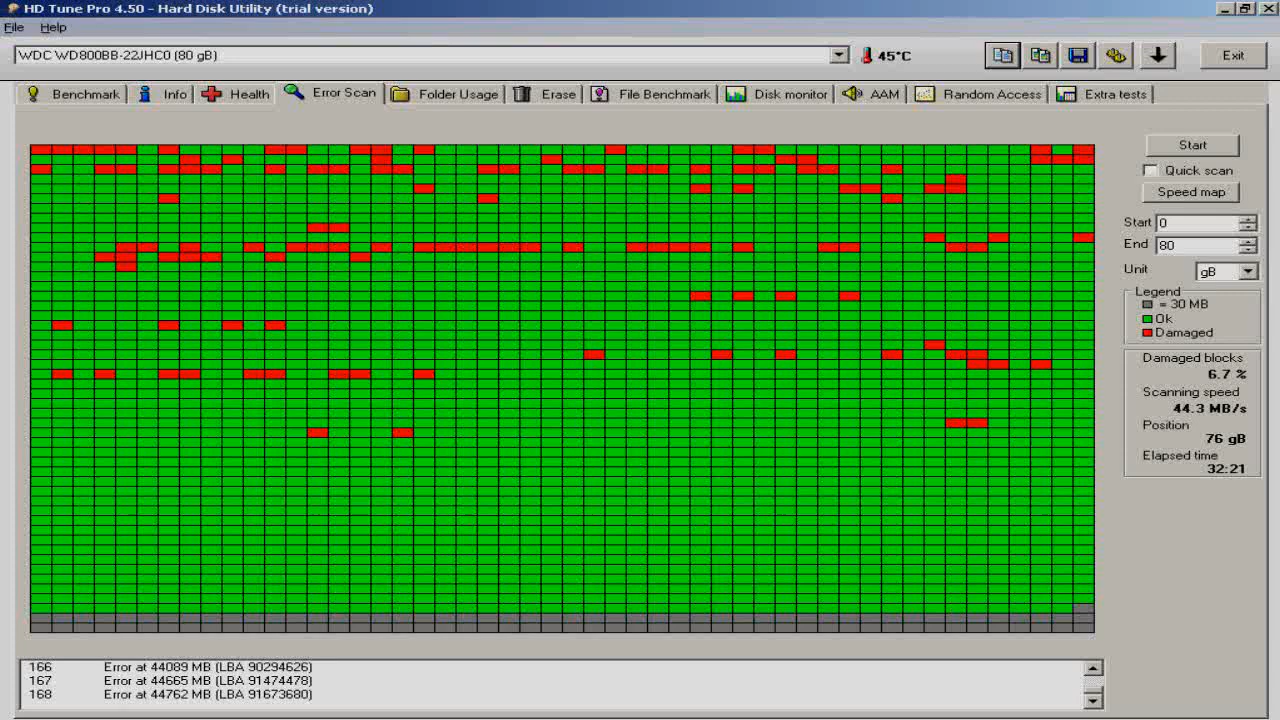 HD Tune Pro 4.50 - Hard Disk Utility (trial version)
File Help
WDC WD800BB-22JHC0 (80 gB)
45°C
Exit
Benchmark Info Health Error Scan Folder Usage Erase File Benchmark Disk monitor AAM Random Access Extra tests
Start
Quick scan
Speed map
Start 0
End 80
Unit gB
Legend
= 30 MB
Ok
Damaged
Damaged blocks
6.7 %
Scanning speed
44.3 MB/s
Position
76 gB
Elapsed time
32:21
166 Error at 44089 MB (LBA 90294626)
167 Error at 44665 MB (LBA 91474478)
168 Error at 44762 MB (LBA 91673680)